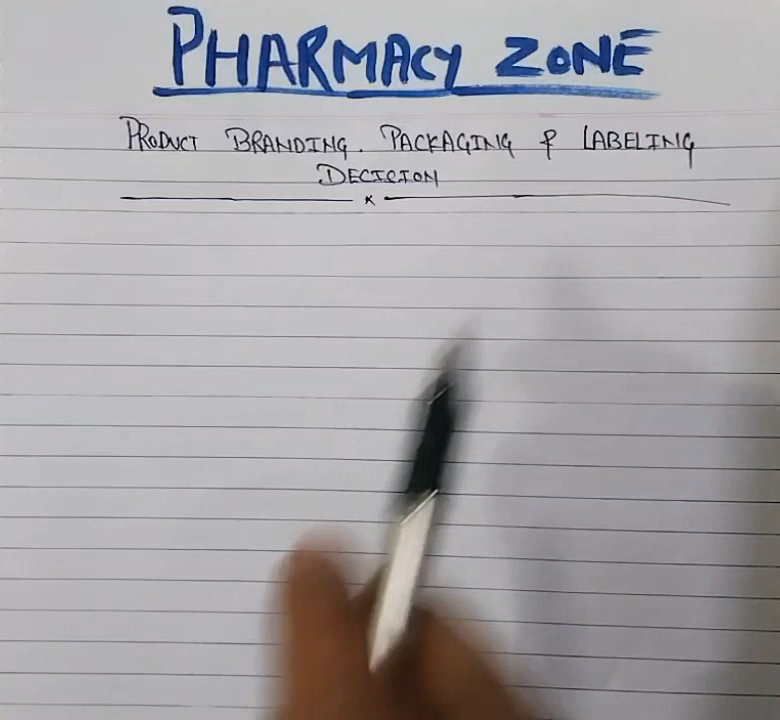 PHARMACY ZONE
PRODUCT BRANDING. PACKAGING & LABELING
DECISION
x